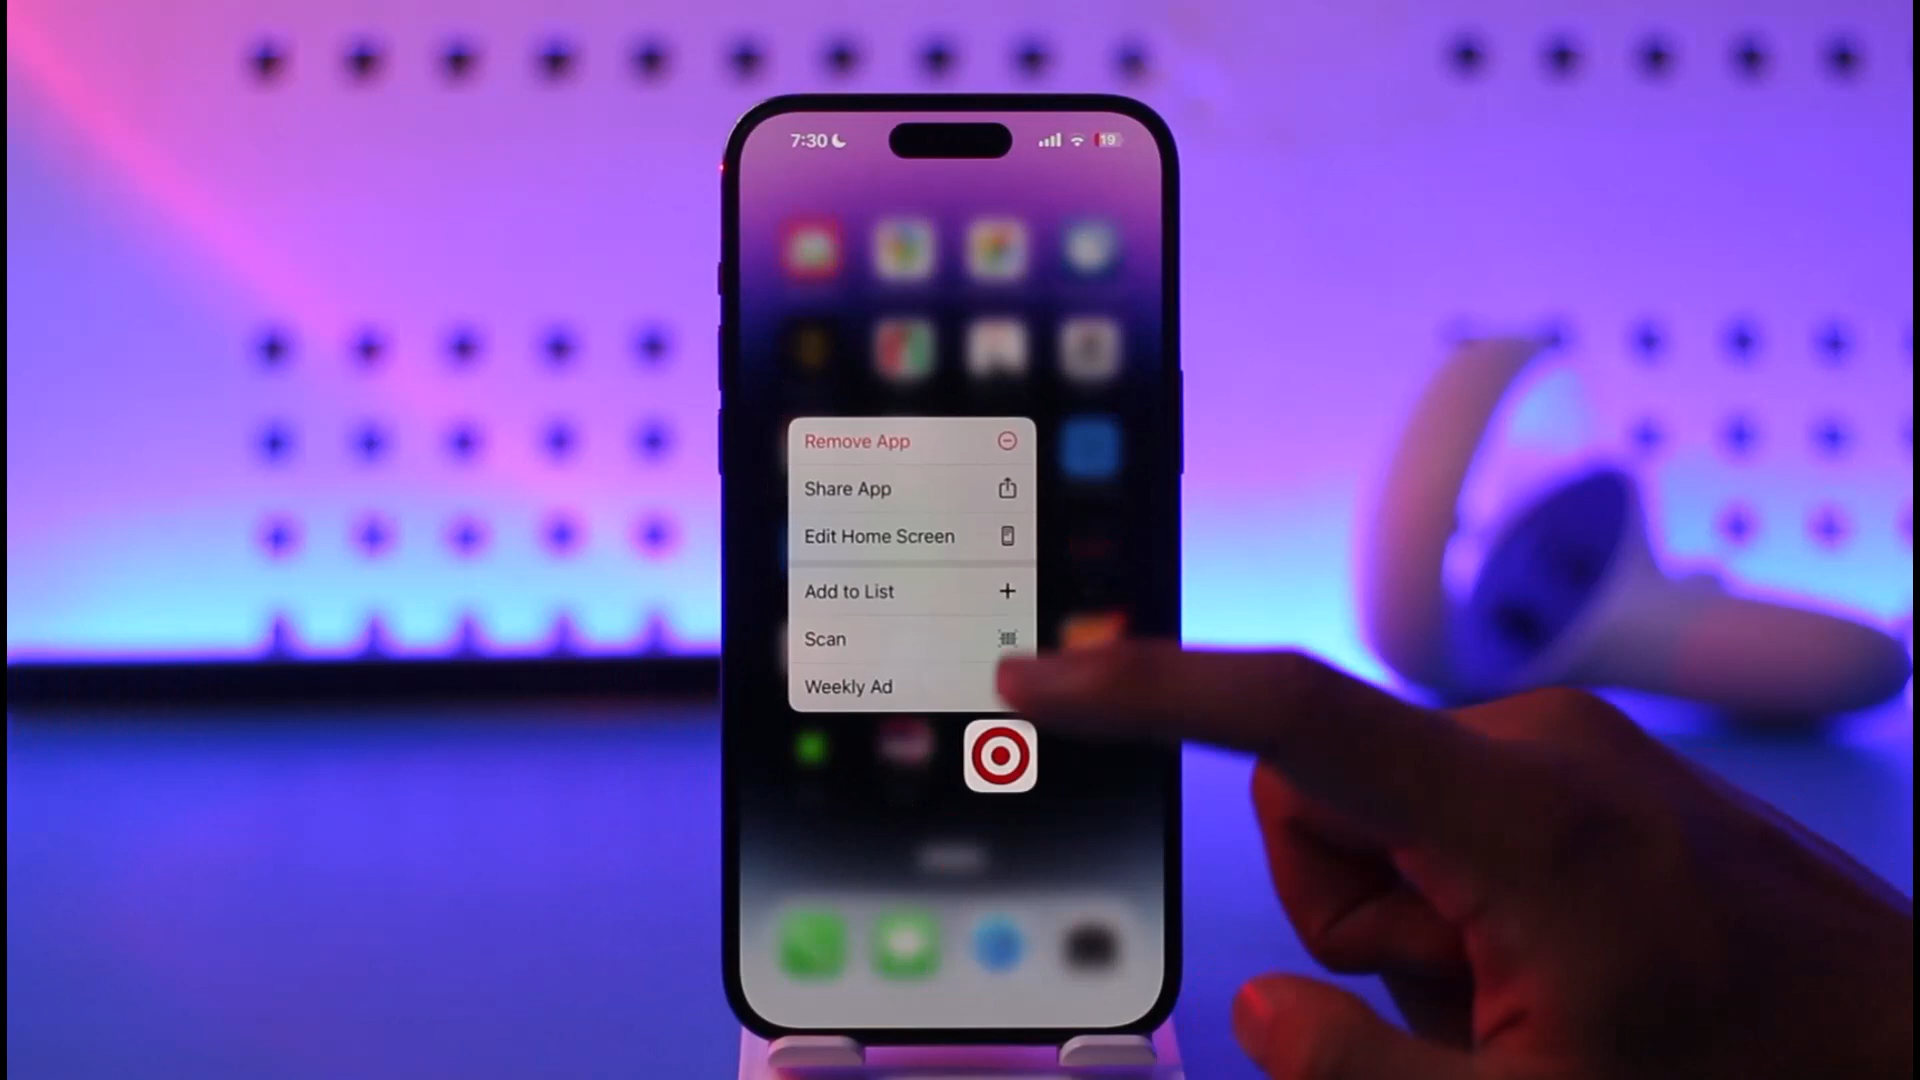 7:30
19
Remove App
Share App
Edit Home Screen
Add to List
Scan
Weekly Ad